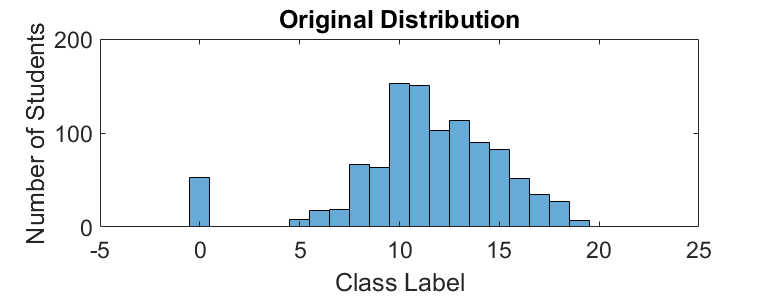 Original Distribution
Number of Students
200
100
0
-5 0 5 10 15 20 25
Class Label